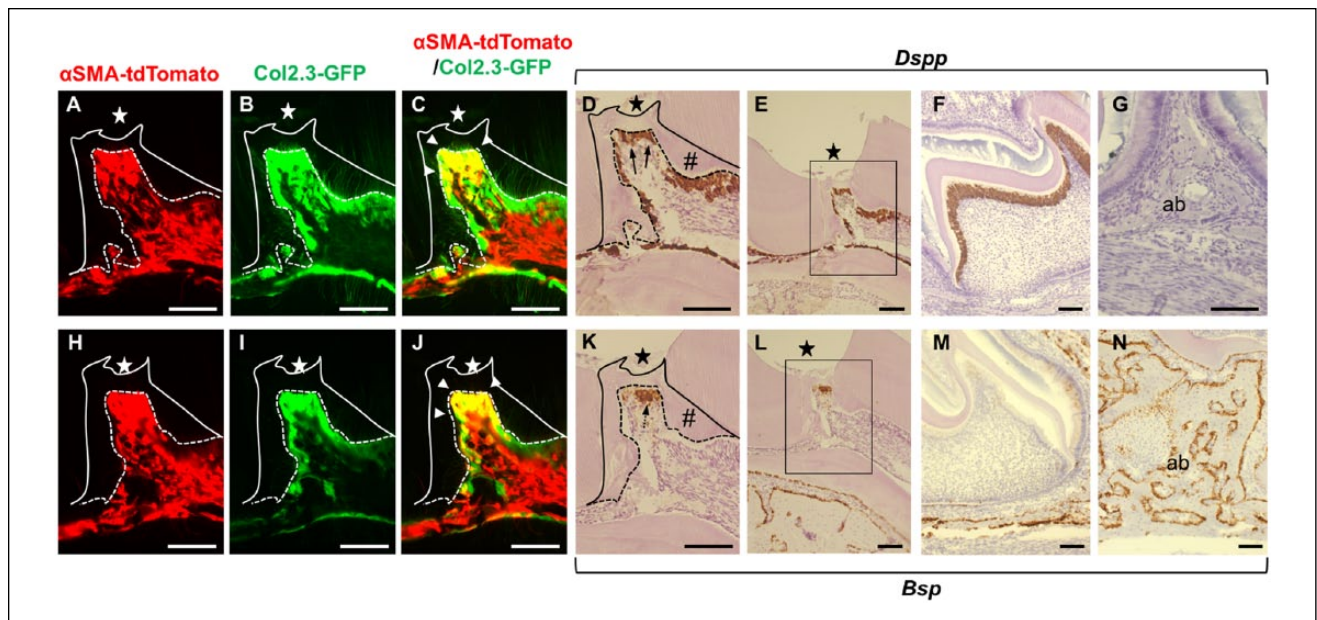 αSMA-tdTomato
Col2.3-GFP
αSMA-tdTomato
/Col2.3-GFP
Dspp
A
B
C
D
E
F
G
#
ab
H
I
J
K
L
M
N
#
ab
Bsp